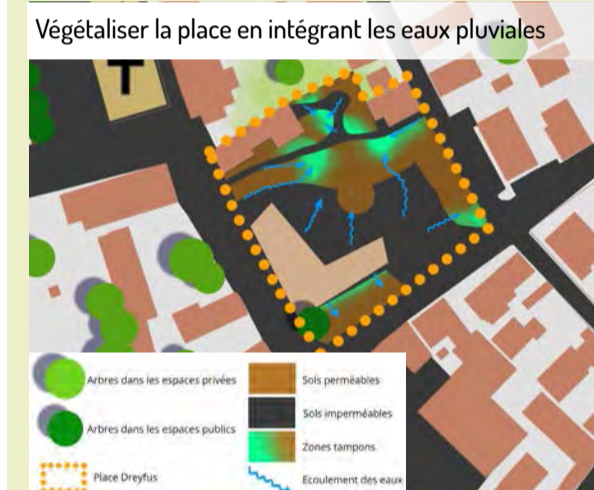 Végétaliser la place en intégrant les eaux pluviales
Arbres dans les espaces privées
Arbres dans les espaces publics
Place Dreyfus
Sols perméables
Sols imperméables
Zones tampons
Ecoulement des eaux